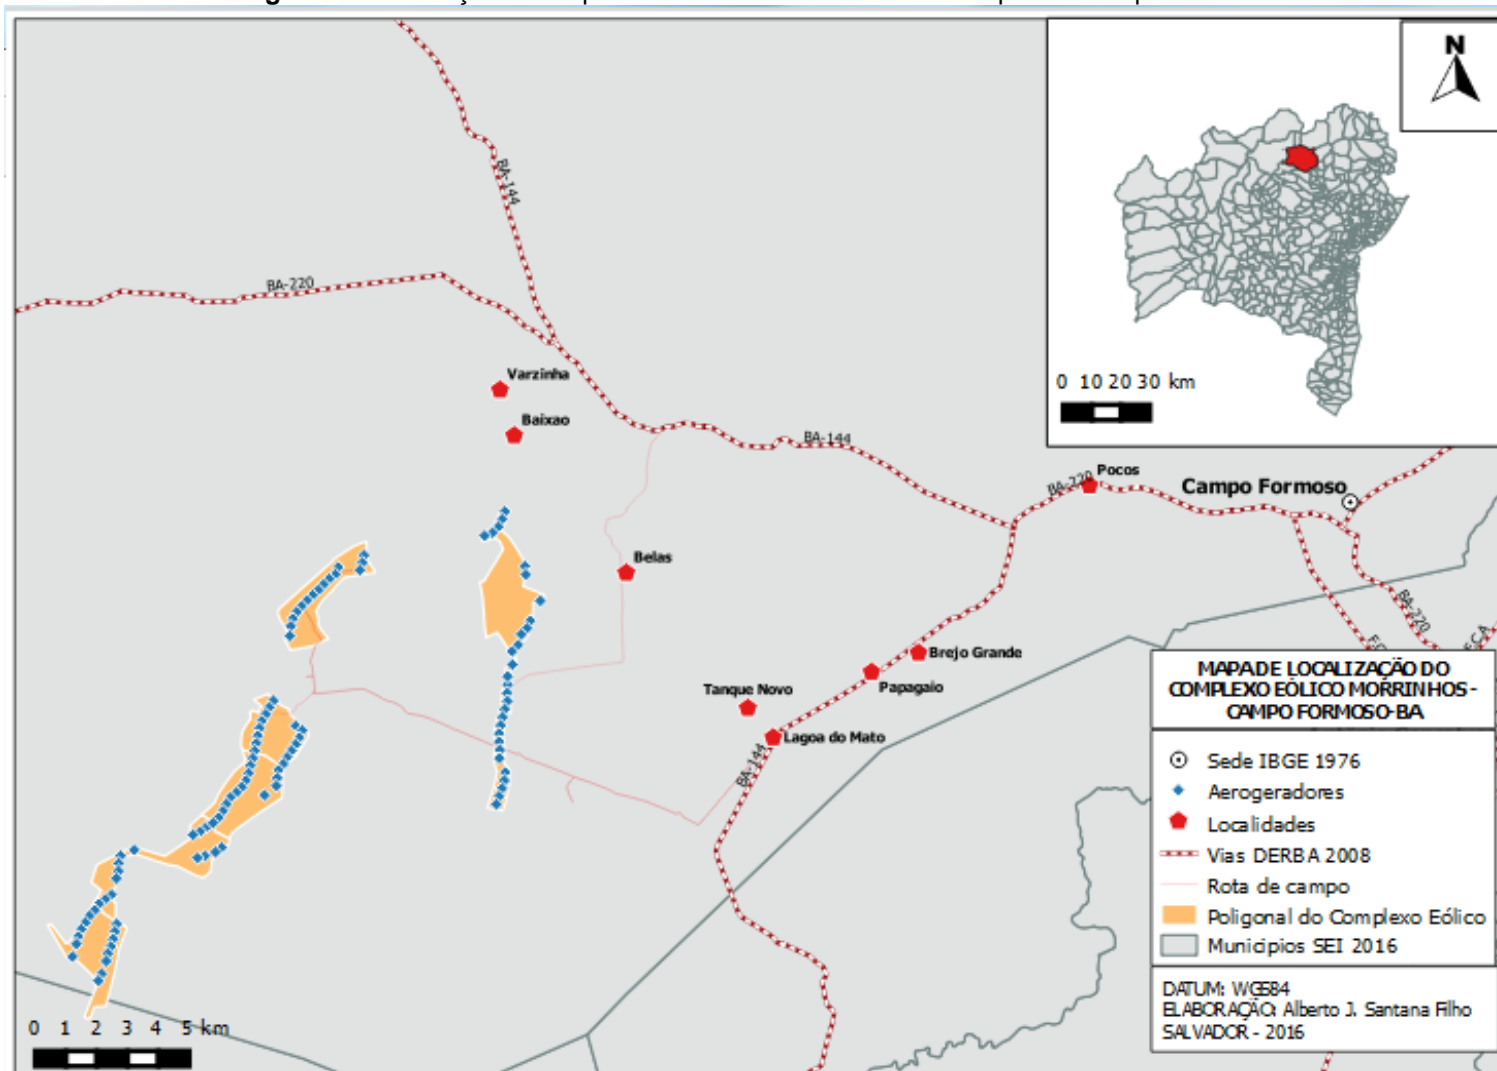 N
0 10 20 30 km
BA-144
BA-220
Varzinha
Baixao
BA-144
Pocos
BA-220
Campo Formoso
Belas
BA-220
Brejo Grande
Papagaio
Tanque Novo
Lagoa do Mato
BA-144
MAPA DE LOCALIZAÇÃO DO
COMPLEXO EÓLICO MORRINHOS -
CAMPO FORMOSO-BA
Sede IBGE 1976
Aerogeradores
Localidades
Vias DERBA 2008
Rota de campo
Poligonal do Complexo Eólico
Municipios SEI 2016
DATUM: WGS84
ELABORAÇÃO: Alberto J. Santana Filho
SALVADOR - 2016
0 1 2 3 4 5 km